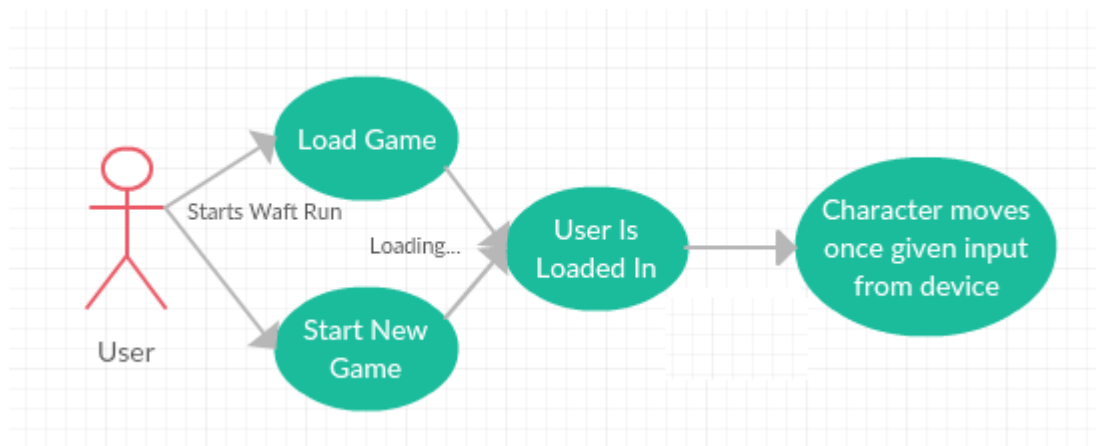 Load Game
Starts Waft Run
Loading...
User Is
Loaded In
Character moves
once given input
from device
Start New
Game
User